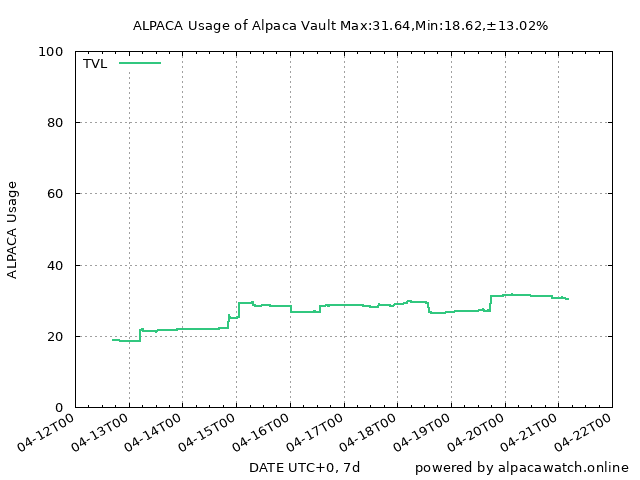 ALPACA Usage of Alpaca Vault Max:31.64,Min:18.62,±13.02%
TVL
100
80
60
40
20
0
ALPACA Usage
04-12T00
04-13T00
04-14T00
04-15T00
04-16T00
04-17T00
04-18T00
04-19T00
04-20T00
04-21T00
04-22T00
DATE UTC+0, 7d
powered by alpacawatch.online